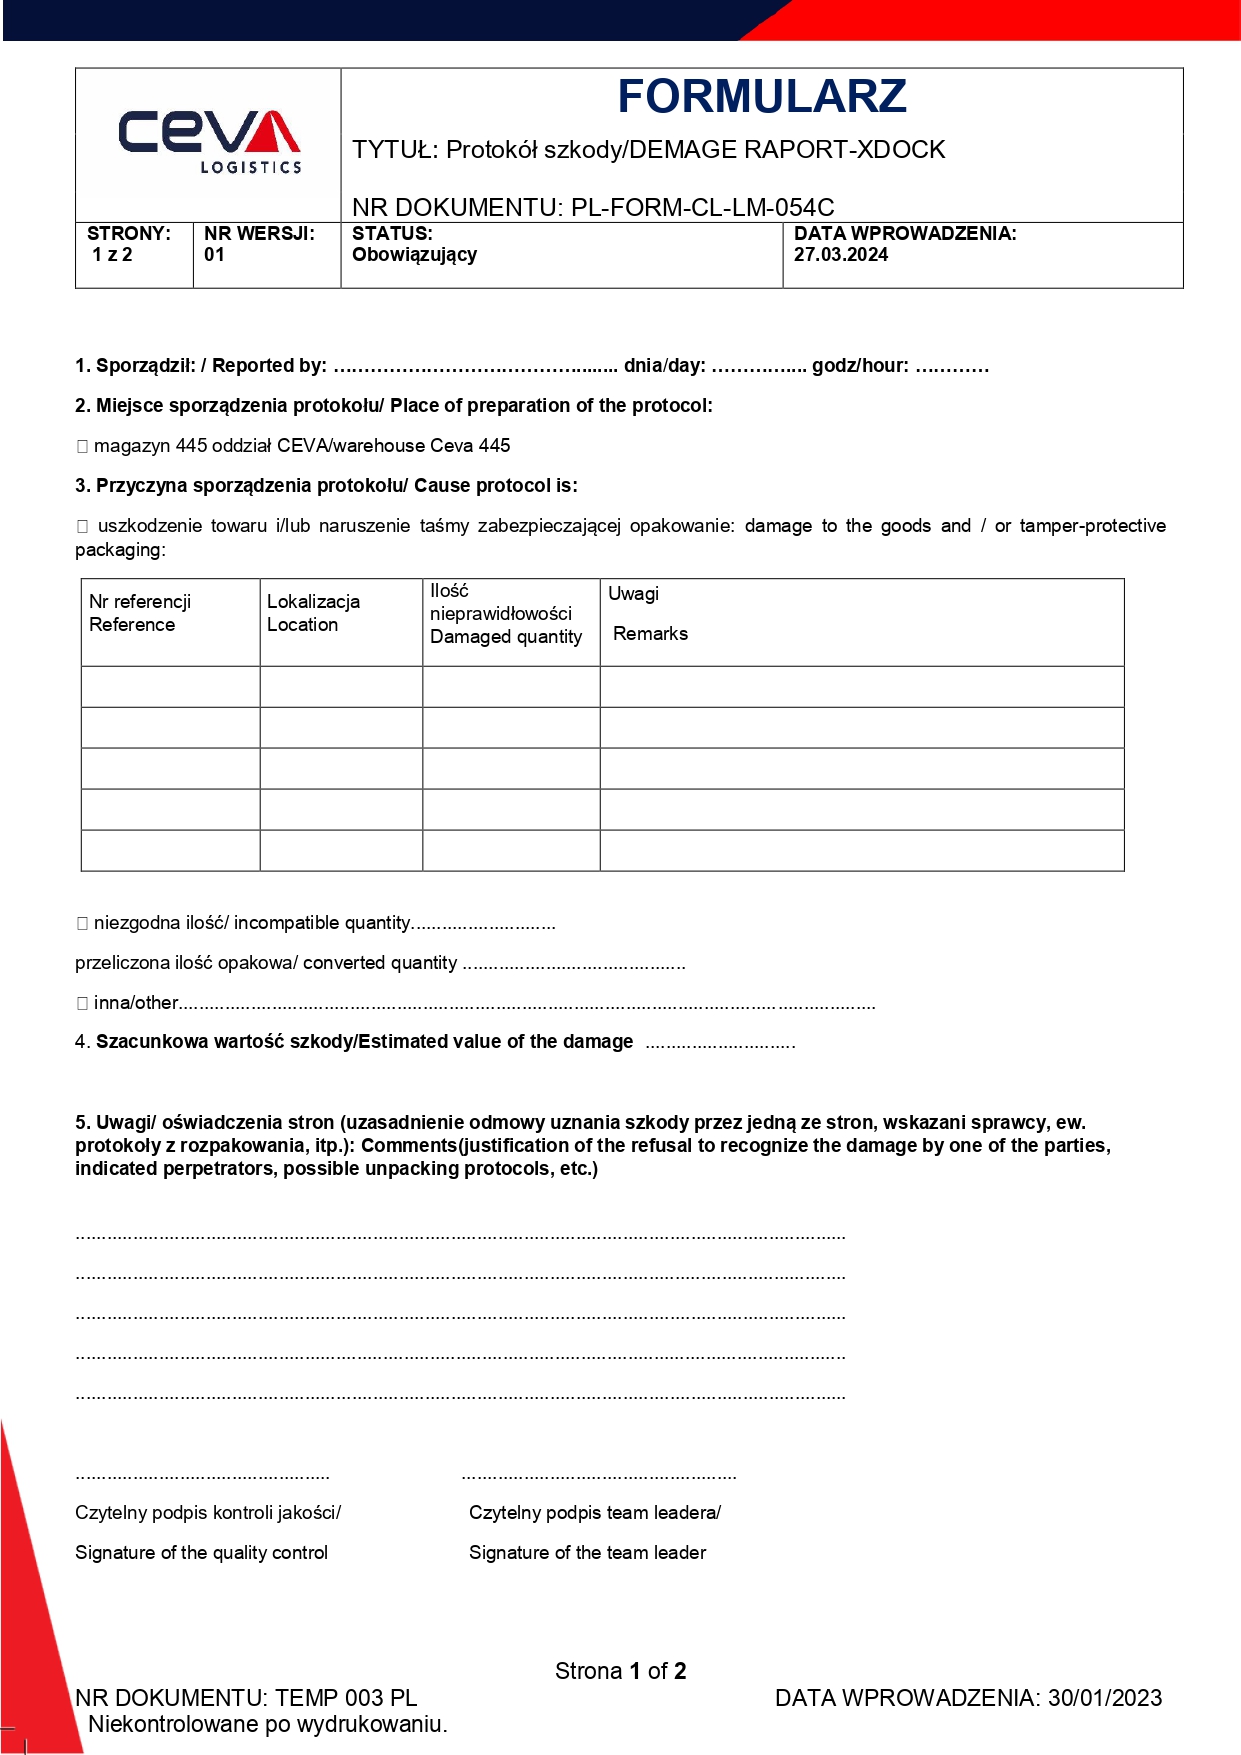 ceva
LOGISTICS
FORMULARZ
TYTUŁ: Protokół szkody/DEMAGE RAPORT-XDOCK
NR DOKUMENTU: PL-FORM-CL-LM-054C
STRONY:
1 z 2
NR WERSJI:
01
STATUS:
Obowiązujący
DATA WPROWADZENIA:
27.03.2024
1. Sporządził: / Reported by: ………………………………….......... dnia/day: ……………. godz/hour: …………
2. Miejsce sporządzenia protokołu/ Place of preparation of the protocol:
☐ magazyn 445 oddział CEVA/warehouse Ceva 445
3. Przyczyna sporządzenia protokołu/ Cause protocol is:
☐ uszkodzenie towaru i/lub naruszenie taśmy zabezpieczającej opakowanie: damage to the goods and / or tamper-protective
packaging:
Nr referencji
Reference
Lokalizacja
Location
Ilość
nieprawidłowości
Damaged quantity
Uwagi
Remarks
☐ niezgodna ilość/ incompatible quantity............................
przeliczona ilość opakowa/ converted quantity ...........................................
☐ inna/other......................................................................................................................................
4. Szacunkowa wartość szkody/Estimated value of the damage .............................
5. Uwagi/ oświadczenia stron (uzasadnienie odmowy uznania szkody przez jedną ze stron, wskazani sprawcy, ew.
protokoły z rozpakowania, itp.): Comments(justification of the refusal to recognize the damage by one of the parties,
indicated perpetrators, possible unpacking protocols, etc.)
....................................................................................................................................................
....................................................................................................................................................
....................................................................................................................................................
....................................................................................................................................................
....................................................................................................................................................
................................................. .....................................................
Czytelny podpis kontroli jakości/ Czytelny podpis team leadera/
Signature of the quality control Signature of the team leader
Strona 1 of 2
NR DOKUMENTU: TEMP 003 PL DATA WPROWADZENIA: 30/01/2023
Niekontrolowane po wydrukowaniu.